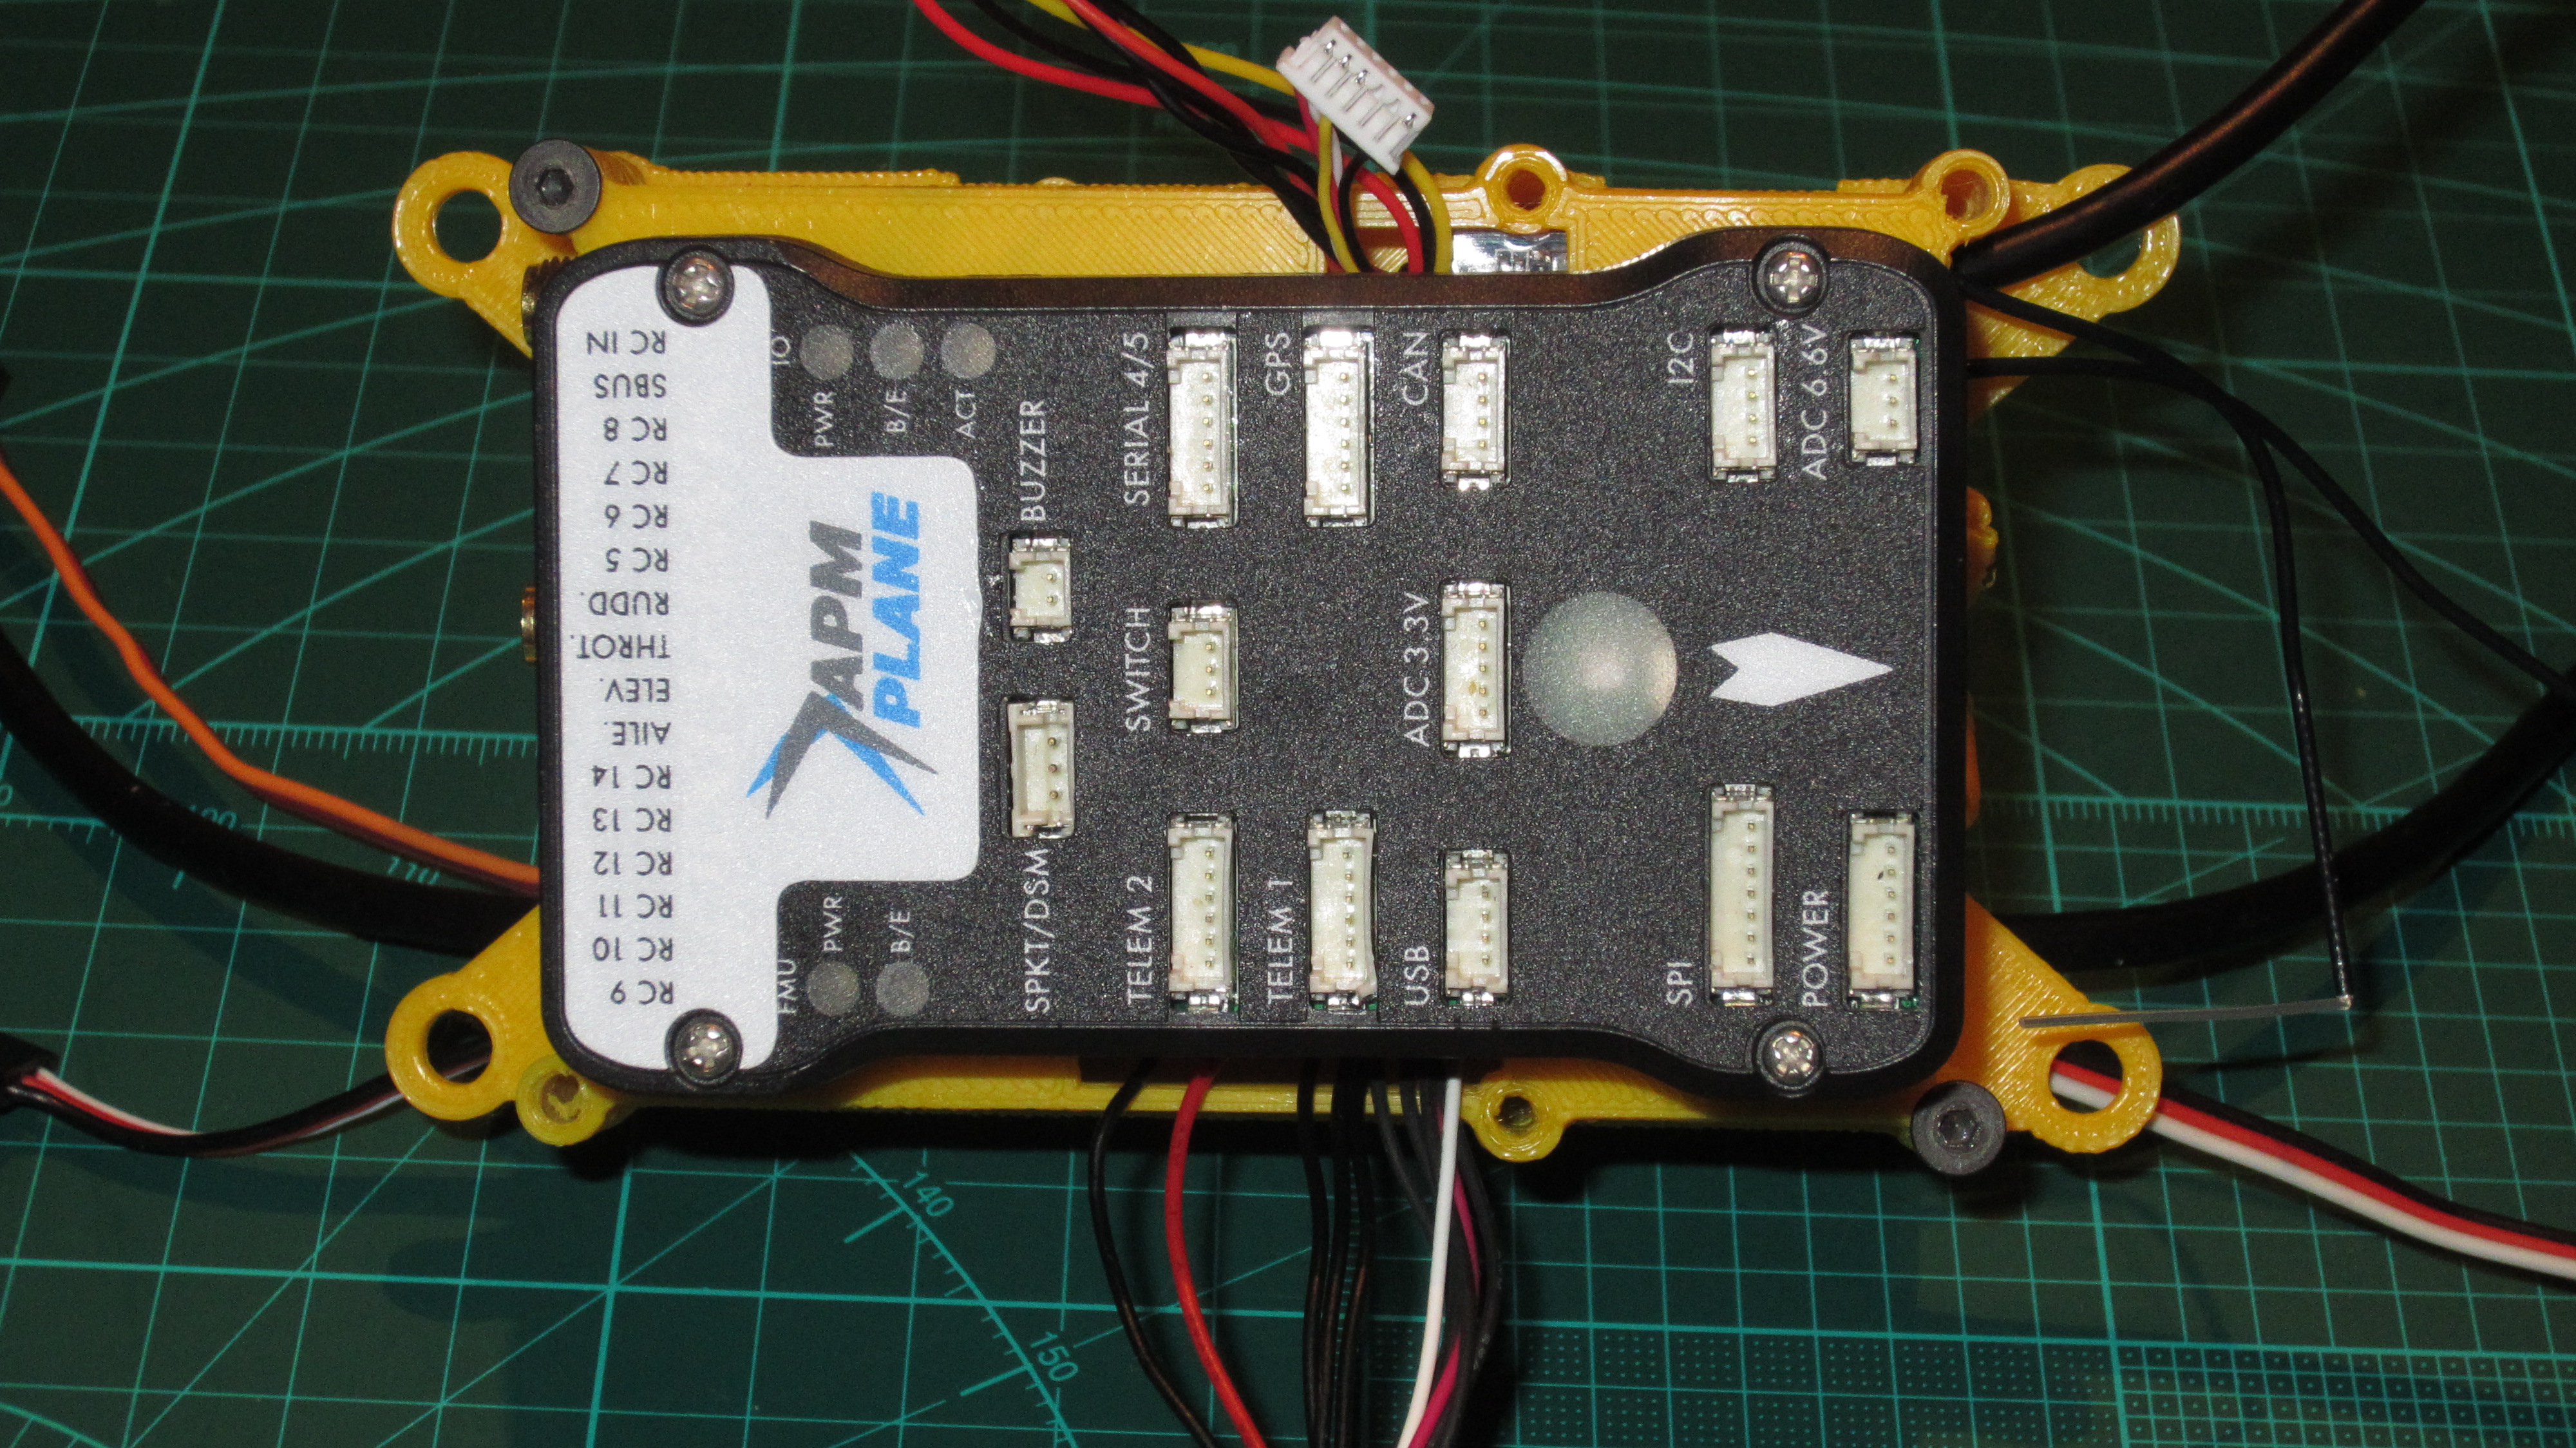 RC IN
SBUS
RC 8
RC 7
RC 6
RC 5
RUDD.
THROT.
ELEV.
AILE.
RC 14
RC 13
RC 12
RC 11
RC 10
RC 9
IO
PWR
B/E
ACT
FMU
PWR
B/E
APM
PLANE
BUZZER
SPKT/DSM
SERIAL 4/5
SWITCH
TELEM 2
GPS
TELEM 1
CAN
ADC 3.3V
USB
I2C
SPI
ADC 6.6V
POWER
110
140
150